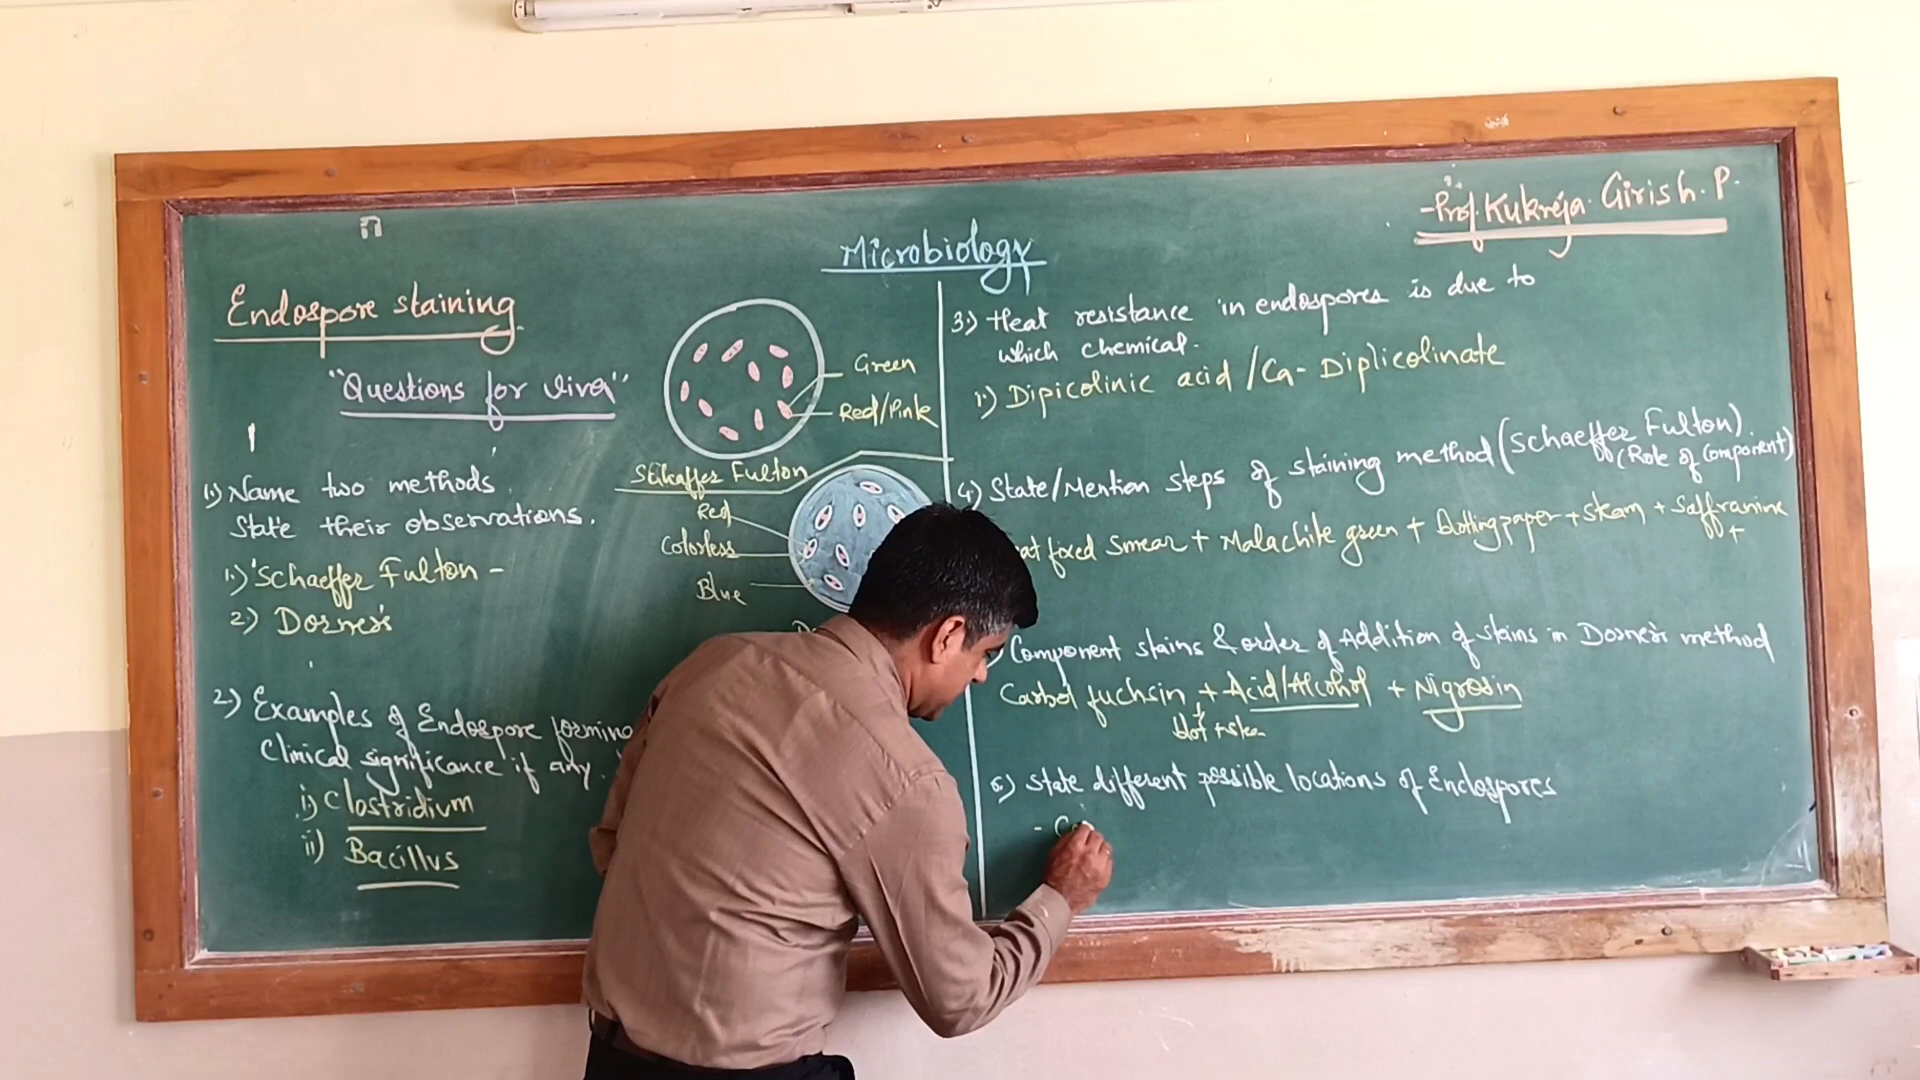 Microbiology
-Prof. Kukreja Girish. P.
Endospore staining
"Questions for Viva"
1.) Name two methods.
State their observations.
1.) Schaeffer Fulton -
2.) Dorner's
2.) Examples of Endospore forming
Clinical significance if any.
i) Clostridium
ii) Bacillus
Green
Red/Pink
Fulton
Red
Colorless
Blue
3.) Heat resistance in endospores is due to
which chemical.
1.) Dipicolinic acid / Ca- Diplicolinate
4.) State/Mention steps of staining method (Schaeffer Fulton).
(Role of Component)
at fixed Smear + Malachite green + blotting paper + steam + Saffranine
+
Component stains & order of Addition of stains in Dorner's method
Carbol fuchsin + Acid/Alcohol + Nigrosin
blot +
6.) State different possible locations of Endospores
- C